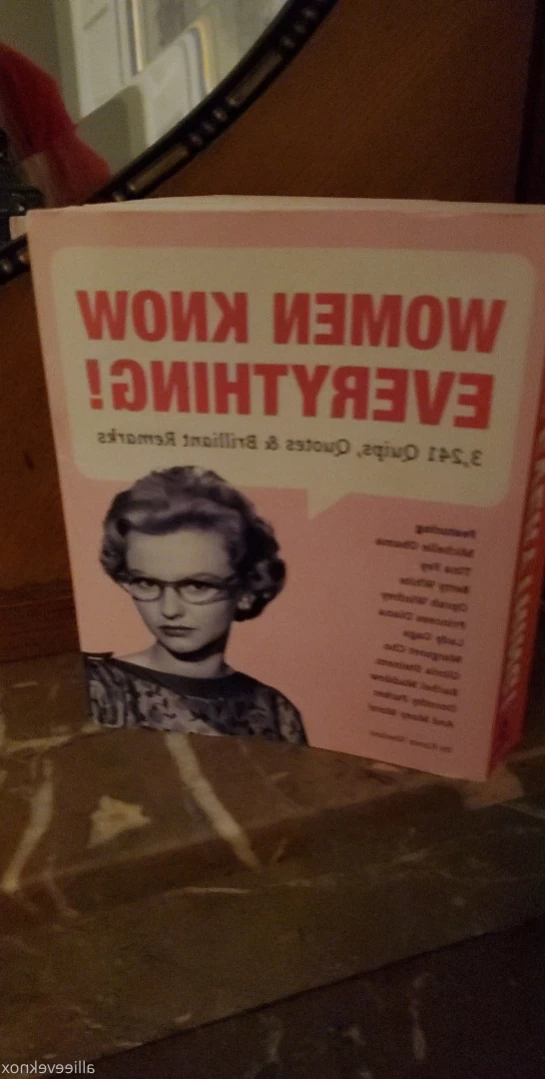 WOMEN KNOW
EVERYTHING!
3,241 Quips, Quotes & Brilliant Remarks
Featuring
Michelle Obama
Tina Fey
Betty White
Oprah Winfrey
Princess Diana
Lady Gaga
Margaret Cho
Gloria Steinem
Rachel Maddow
Dorothy Parker
And Many More!
allieeveknox